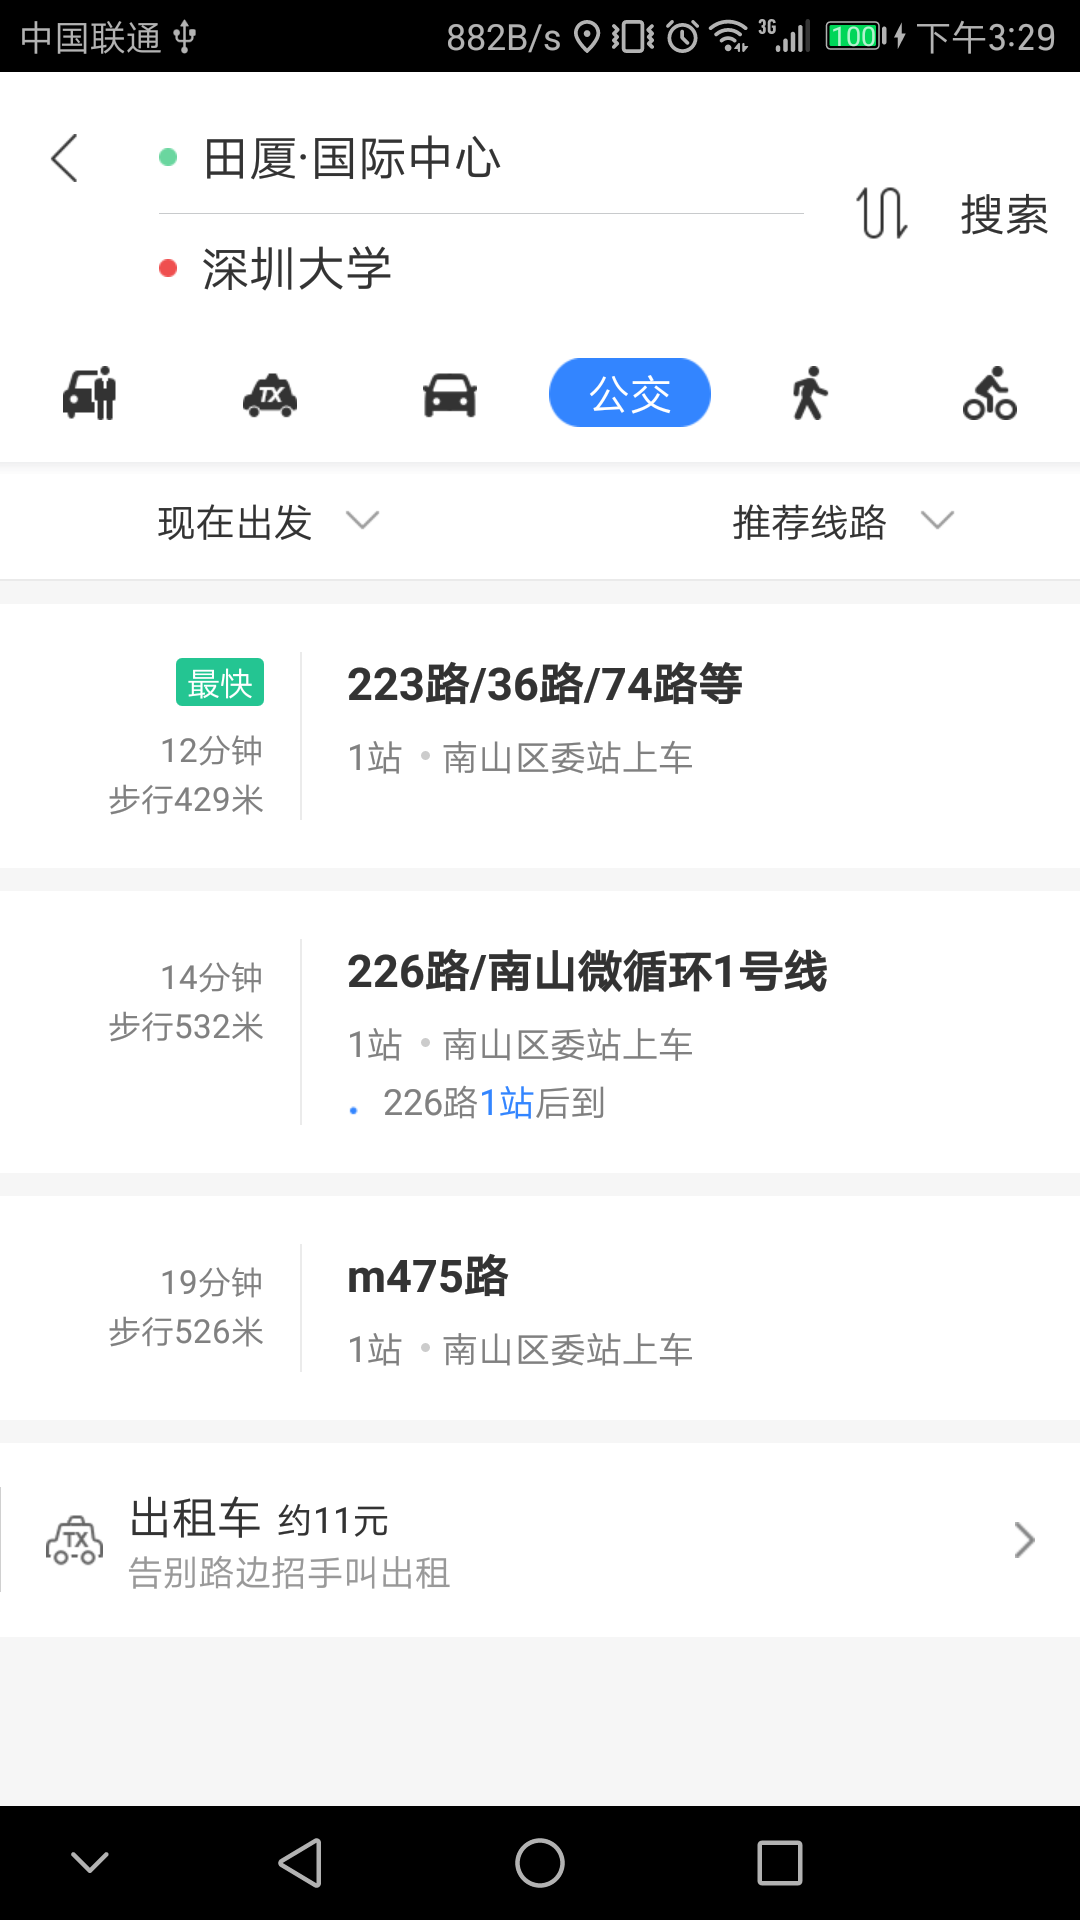 中国联通 882B/s 3G 100 下午3:29
田厦·国际中心
搜索
深圳大学
TX 公交
现在出发 推荐线路
最快
223路/36路/74路等
12分钟
1站 • 南山区委站上车
步行429米
226路/南山微循环1号线
14分钟
步行532米
1站 • 南山区委站上车
226路1站后到
m475路
19分钟
步行526米
1站 • 南山区委站上车
TX
出租车 约11元
告别路边招手叫出租